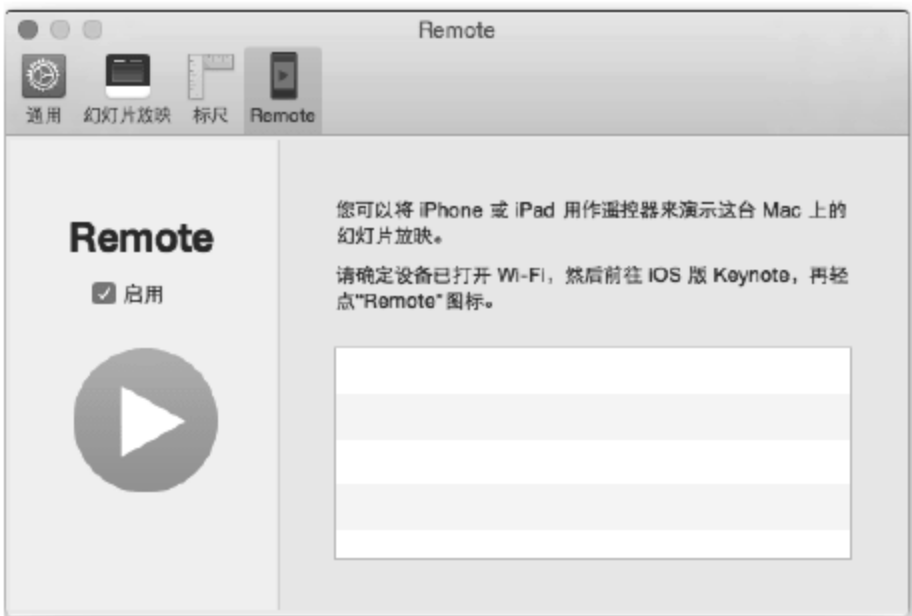 Remote
通用 幻灯片放映 标尺 Remote
Remote
启用
您可以将 iPhone 或 iPad 用作遥控器来演示这台 Mac 上的
幻灯片放映。
请确定设备已打开 Wi-Fi，然后前往 iOS 版 Keynote，再轻
点“Remote”图标。